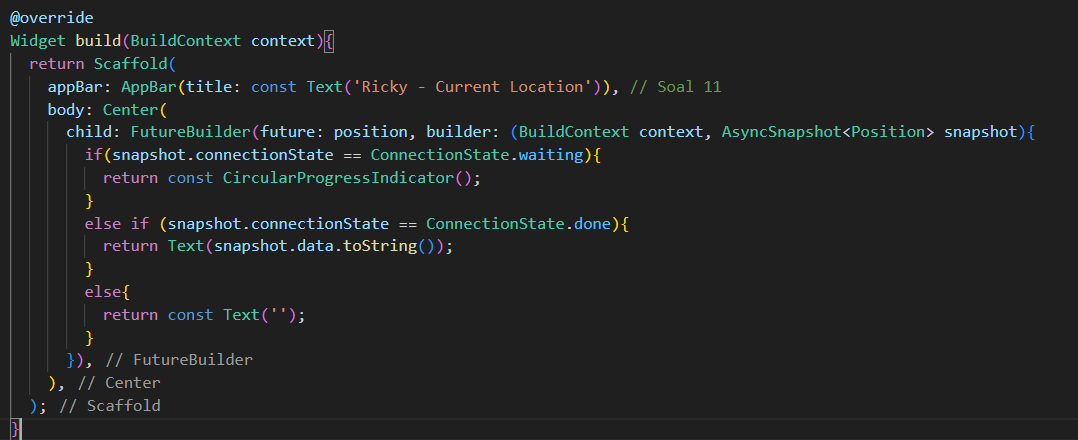 @override
Widget build(BuildContext context){
  return Scaffold(
    appBar: AppBar(title: const Text('Ricky - Current Location')), // Soal 11
    body: Center(
      child: FutureBuilder(future: position, builder: (BuildContext context, AsyncSnapshot<Position> snapshot){
        if(snapshot.connectionState == ConnectionState.waiting){
          return const CircularProgressIndicator();
        }
        else if (snapshot.connectionState == ConnectionState.done){
          return Text(snapshot.data.toString());
        }
        else{
          return const Text('');
        }
      }), // FutureBuilder
    ), // Center
  ); // Scaffold
}